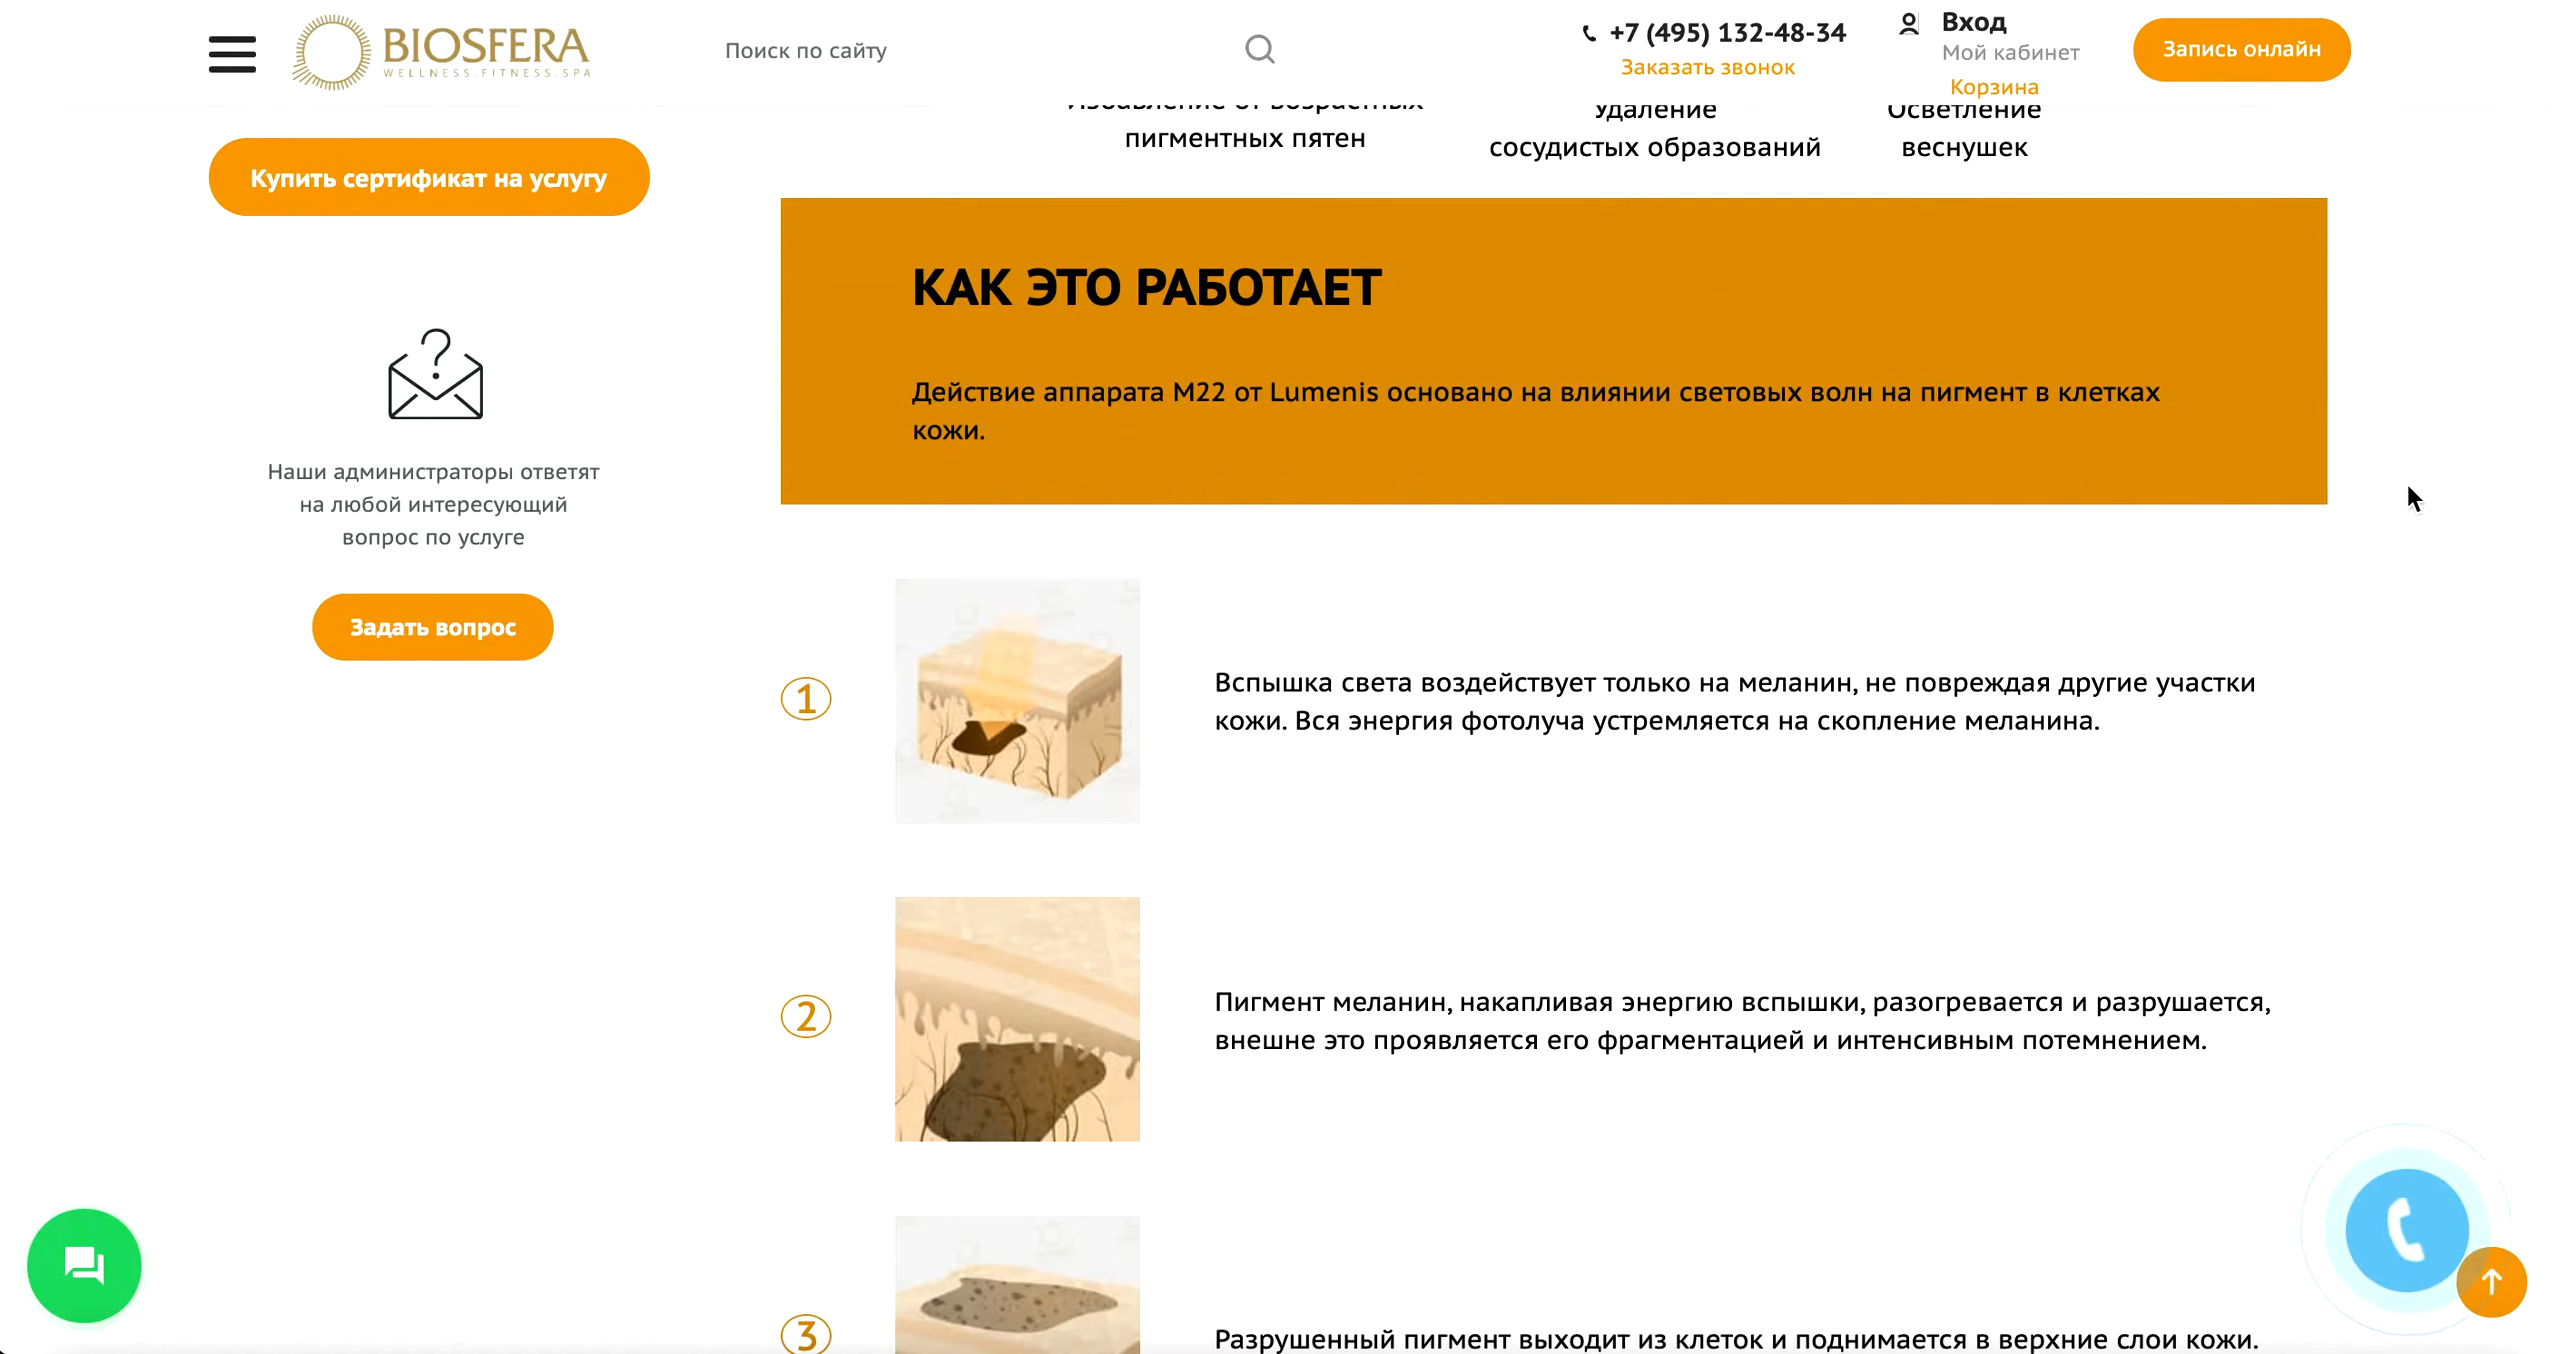 BIOSFERA
WELLNESS.FITNESS.SPA
Поиск по сайту
+7 (495) 132-48-34
Заказать звонок
Вход
Мой кабинет
Корзина
Запись онлайн
Купить сертификат на услугу
Наши администраторы ответят
на любой интересующий
вопрос по услуге
Задать вопрос
Избавление от возрастных
пигментных пятен
Удаление
сосудистых образований
Осветление
веснушек
КАК ЭТО РАБОТАЕТ
Действие аппарата М22 от Lumenis основано на влиянии световых волн на пигмент в клетках
кожи.
1
Вспышка света воздействует только на меланин, не повреждая другие участки
кожи. Вся энергия фотолуча устремляется на скопление меланина.
2
Пигмент меланин, накапливая энергию вспышки, разогревается и разрушается,
внешне это проявляется его фрагментацией и интенсивным потемнением.
3
Разрушенный пигмент выходит из клеток и поднимается в верхние слои кожи.